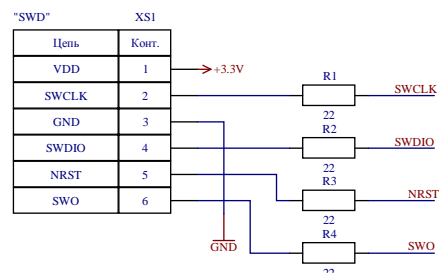 "SWD" XS1
Цепь Конт.
VDD 1 +3.3V
SWCLK 2 R1 SWCLK
GND 3 22
R2
SWDIO 4 SWDIO
22
NRST 5 R3 NRST
SWO 6 22
R4
GND SWO
22